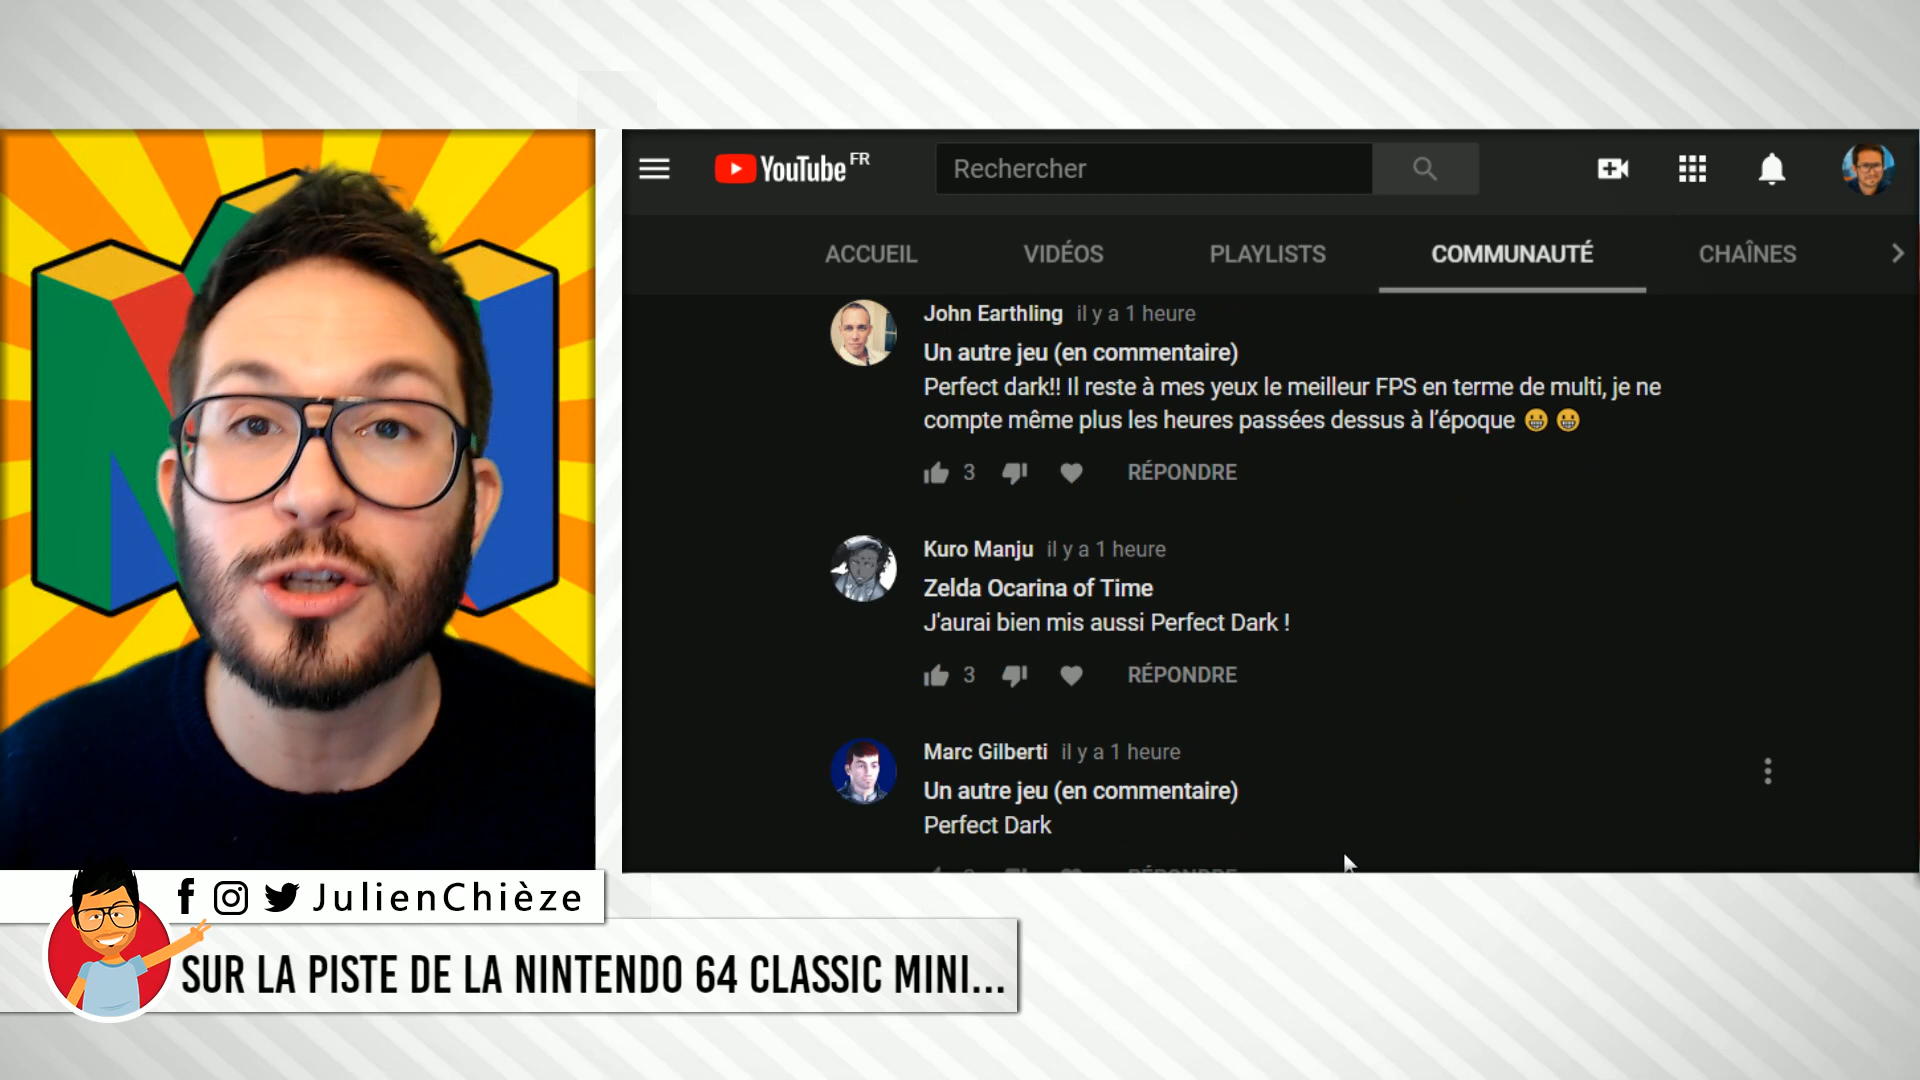 YouTube FR
Rechercher
ACCUEIL VIDÉOS PLAYLISTS COMMUNAUTÉ CHAÎNES
John Earthling il y a 1 heure
Un autre jeu (en commentaire)
Perfect dark!! Il reste à mes yeux le meilleur FPS en terme de multi, je ne
compte même plus les heures passées dessus à l'époque 😀 😀
3 RÉPONDRE
Kuro Manju il y a 1 heure
Zelda Ocarina of Time
J'aurai bien mis aussi Perfect Dark !
3 RÉPONDRE
Marc Gilberti il y a 1 heure
Un autre jeu (en commentaire)
Perfect Dark
RÉPONDRE
JulienChièze
SUR LA PISTE DE LA NINTENDO 64 CLASSIC MINI...